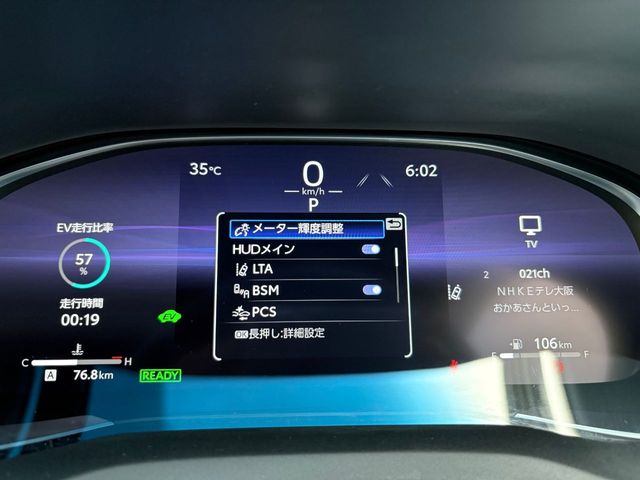 35℃
0
km/h
P
6:02
EV走行比率
57
%
走行時間
00:19
EV
C H
A 76.8km
READY
メーター輝度調整
HUDメイン
LTA
BSM
PCS
OK長押し:詳細設定
TV
2 021ch
NHKEテレ大阪
おかあさんといっ…
106km
E F